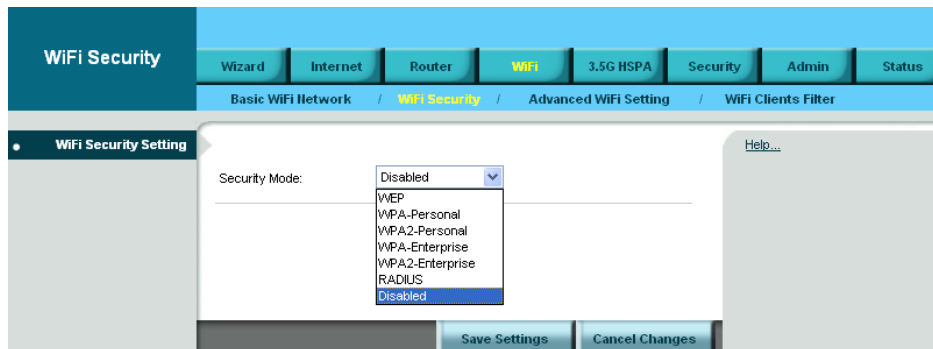 WiFi Security
Wizard Internet Router WiFi 3.5G HSPA Security Admin Status
Basic WiFi Network / WiFi Security / Advanced WiFi Setting / WiFi Clients Filter
WiFi Security Setting
Help...
Security Mode: Disabled
WEP
WPA-Personal
WPA2-Personal
WPA-Enterprise
WPA2-Enterprise
RADIUS
Disabled
Save Settings Cancel Changes